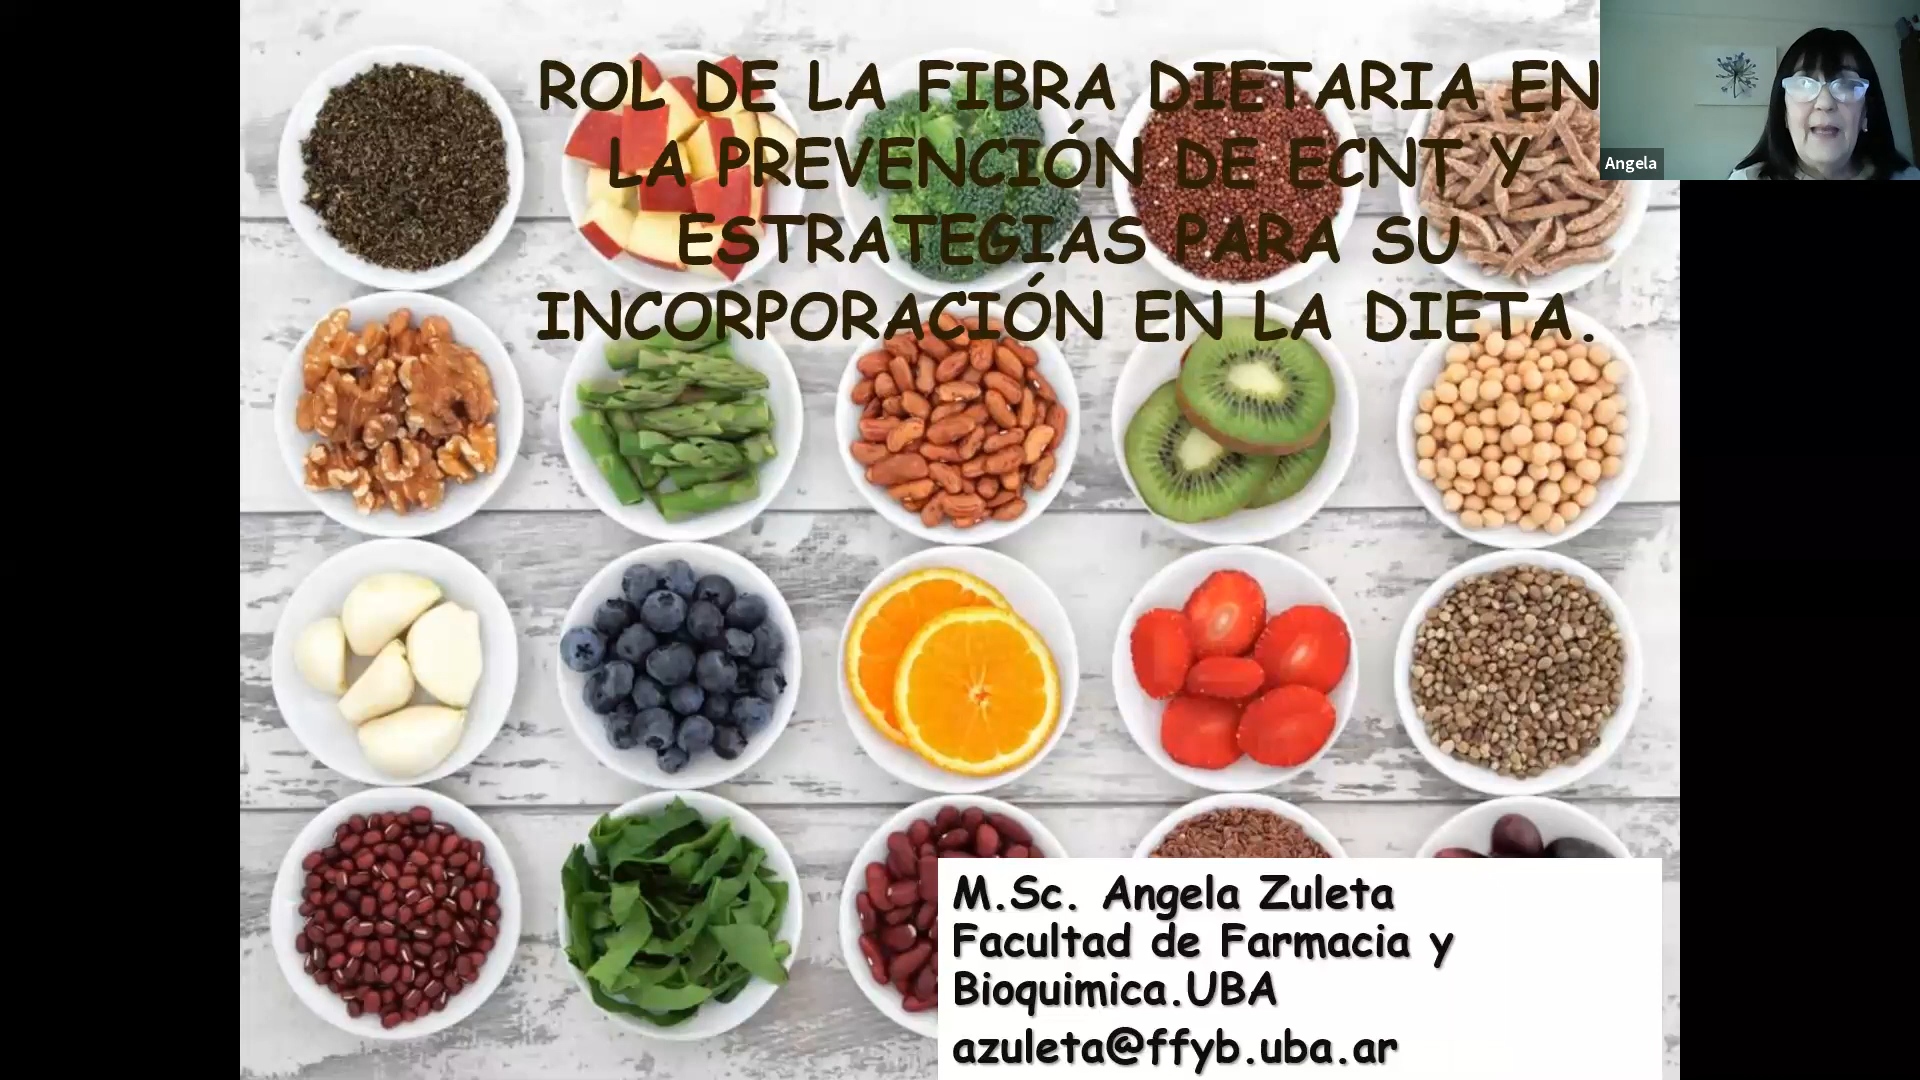 ROL DE LA FIBRA DIETARIA EN
LA PREVENCIÓN DE ECNT Y
ESTRATEGIAS PARA SU
INCORPORACIÓN EN LA DIETA.
Angela
M.Sc. Angela Zuleta
Facultad de Farmacia y
Bioquimica.UBA
azuleta@ffyb.uba.ar